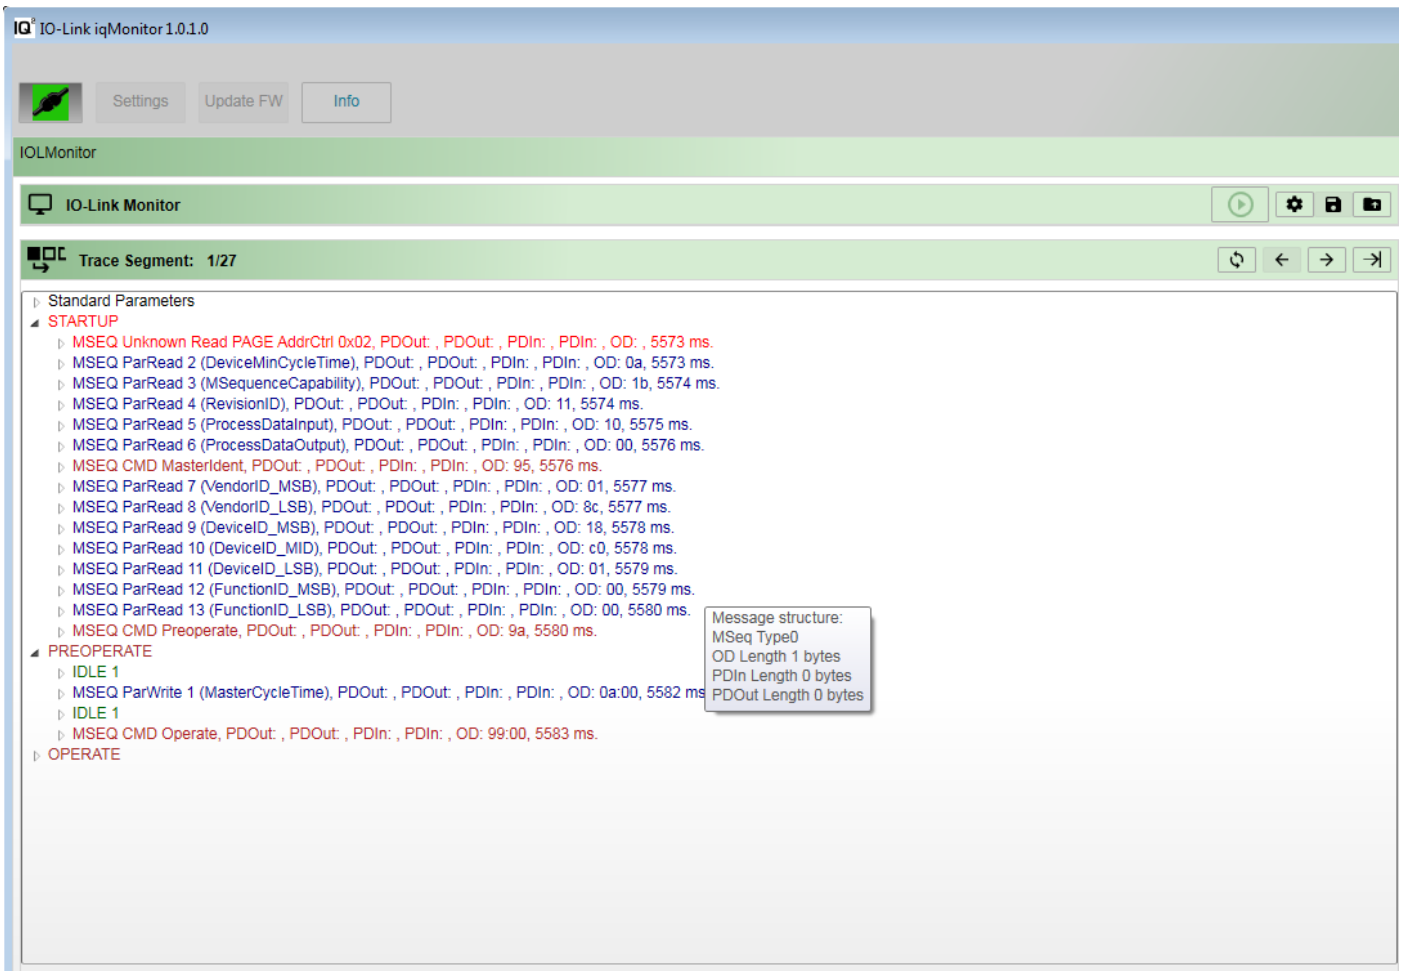 IQ² IO-Link iqMonitor 1.0.1.0
Settings Update FW Info
IOLMonitor
IO-Link Monitor
Trace Segment: 1/27
Standard Parameters
STARTUP
MSEQ Unknown Read PAGE AddrCtrl 0x02, PDOut: , PDOut: , PDIn: , PDIn: , OD: , 5573 ms.
MSEQ ParRead 2 (DeviceMinCycleTime), PDOut: , PDOut: , PDIn: , PDIn: , OD: 0a, 5573 ms.
MSEQ ParRead 3 (MSequenceCapability), PDOut: , PDOut: , PDIn: , PDIn: , OD: 1b, 5574 ms.
MSEQ ParRead 4 (RevisionID), PDOut: , PDOut: , PDIn: , PDIn: , OD: 11, 5574 ms.
MSEQ ParRead 5 (ProcessDataInput), PDOut: , PDOut: , PDIn: , PDIn: , OD: 10, 5575 ms.
MSEQ ParRead 6 (ProcessDataOutput), PDOut: , PDOut: , PDIn: , PDIn: , OD: 00, 5576 ms.
MSEQ CMD MasterIdent, PDOut: , PDOut: , PDIn: , PDIn: , OD: 95, 5576 ms.
MSEQ ParRead 7 (VendorID_MSB), PDOut: , PDOut: , PDIn: , PDIn: , OD: 01, 5577 ms.
MSEQ ParRead 8 (VendorID_LSB), PDOut: , PDOut: , PDIn: , PDIn: , OD: 8c, 5577 ms.
MSEQ ParRead 9 (DeviceID_MSB), PDOut: , PDOut: , PDIn: , PDIn: , OD: 18, 5578 ms.
MSEQ ParRead 10 (DeviceID_MID), PDOut: , PDOut: , PDIn: , PDIn: , OD: c0, 5578 ms.
MSEQ ParRead 11 (DeviceID_LSB), PDOut: , PDOut: , PDIn: , PDIn: , OD: 01, 5579 ms.
MSEQ ParRead 12 (FunctionID_MSB), PDOut: , PDOut: , PDIn: , PDIn: , OD: 00, 5579 ms.
MSEQ ParRead 13 (FunctionID_LSB), PDOut: , PDOut: , PDIn: , PDIn: , OD: 00, 5580 ms.
MSEQ CMD Preoperate, PDOut: , PDOut: , PDIn: , PDIn: , OD: 9a, 5580 ms.
PREOPERATE
IDLE 1
MSEQ ParWrite 1 (MasterCycleTime), PDOut: , PDOut: , PDIn: , PDIn: , OD: 0a:00, 5582 ms
IDLE 1
MSEQ CMD Operate, PDOut: , PDOut: , PDIn: , PDIn: , OD: 99:00, 5583 ms.
OPERATE
Message structure:
MSeq Type0
OD Length 1 bytes
PDIn Length 0 bytes
PDOut Length 0 bytes